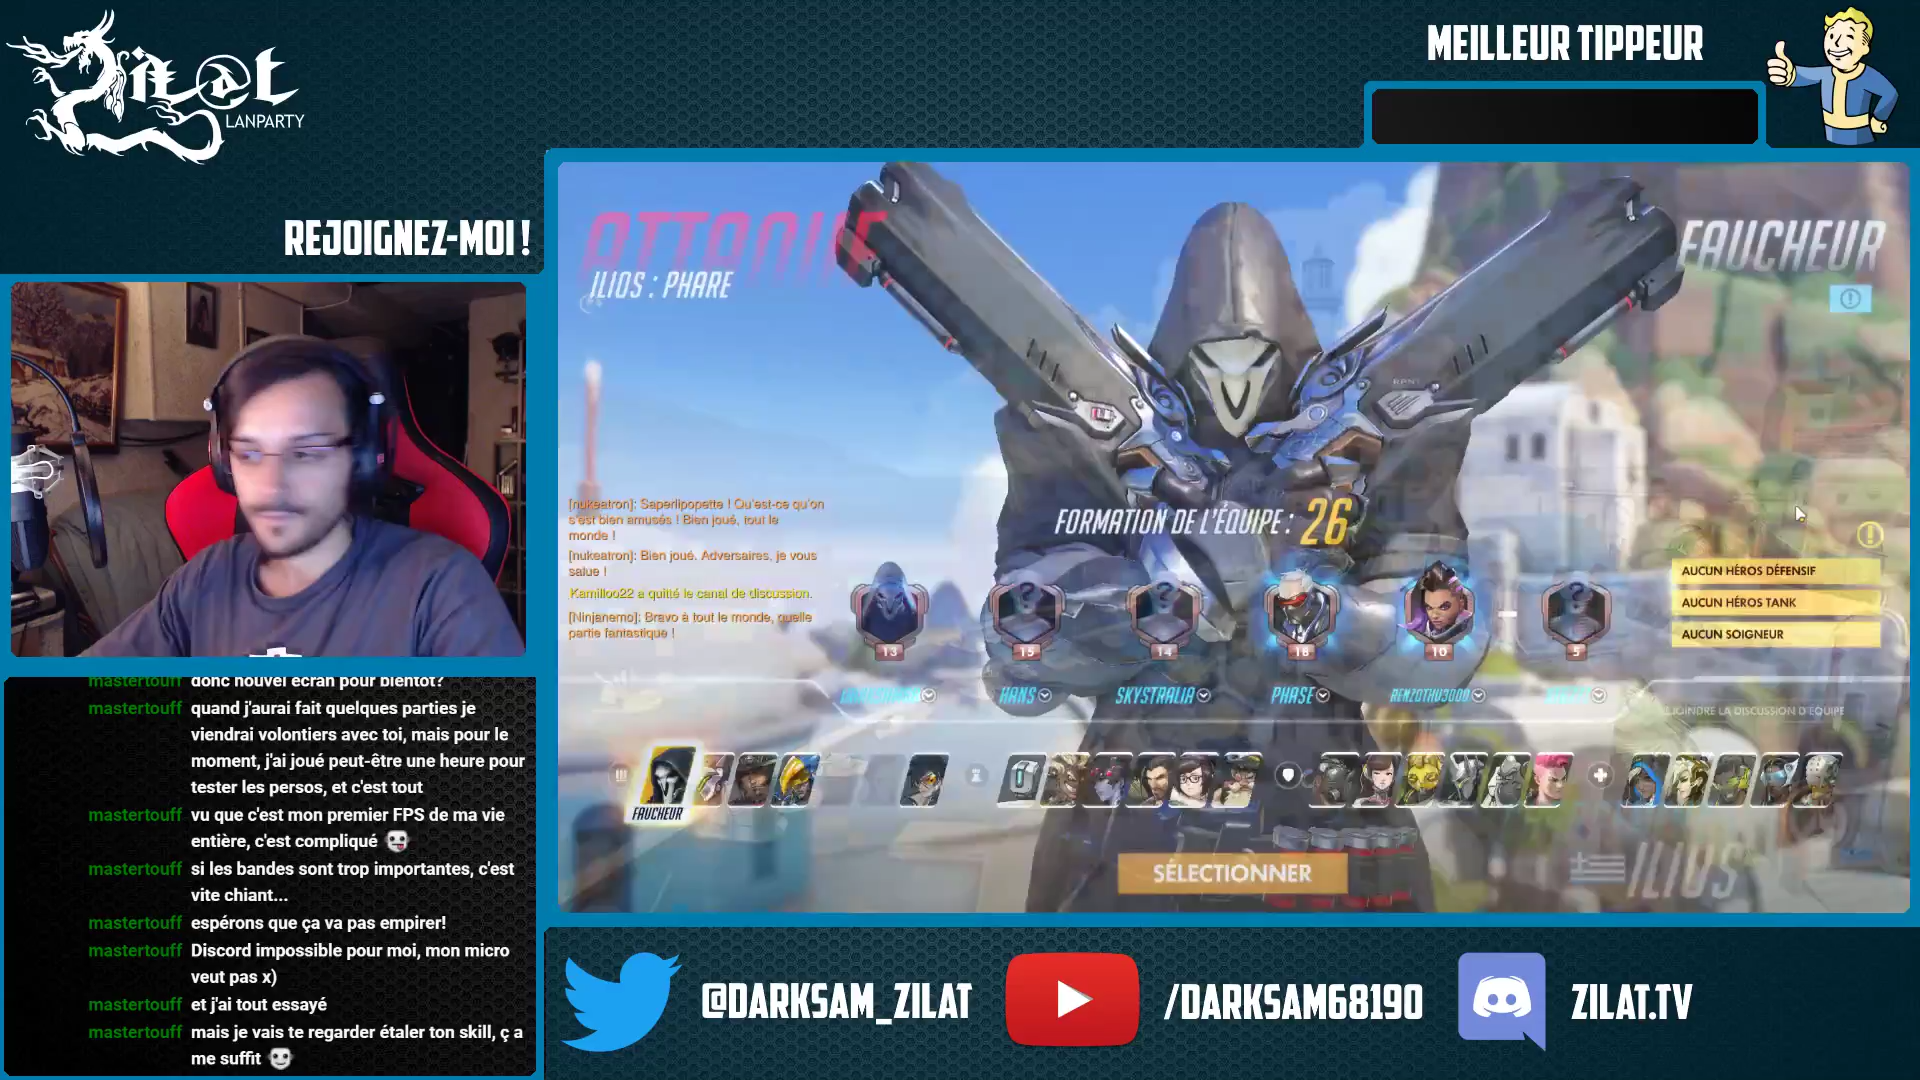 Zil@t
LANPARTY
MEILLEUR TIPPEUR
REJOIGNEZ-MOI !
ATTAQUE
ILIOS : PHARE
FAUCHEUR
[nukeatron]: Saperlipopette ! Qu'est-ce qu'on
s'est bien amusés ! Bien joué, tout le
monde !
[nukeatron]: Bien joué. Adversaires, je vous
salue !
Kamilloo22 a quitté le canal de discussion.
[Ninjanemo]: Bravo à tout le monde, quelle
partie fantastique !
FORMATION DE L'ÉQUIPE : 26
AUCUN HÉROS DÉFENSIF
AUCUN HÉROS TANK
AUCUN SOIGNEUR
13
15
14
18
10
5
HANS
SKYSTRALIA
PHASE
RENZOTHU3000
JOINDRE LA DISCUSSION D'ÉQUIPE
FAUCHEUR
SÉLECTIONNER
ILIOS
mastertouff donc nouvel écran pour bientôt?
mastertouff quand j'aurai fait quelques parties je
viendrai volontiers avec toi, mais pour le
moment, j'ai joué peut-être une heure pour
tester les persos, et c'est tout
mastertouff vu que c'est mon premier FPS de ma vie
entière, c'est compliqué
mastertouff si les bandes sont trop importantes, c'est
vite chiant...
mastertouff espérons que ça va pas empirer!
mastertouff Discord impossible pour moi, mon micro
veut pas x)
mastertouff et j'ai tout essayé
mastertouff mais je vais te regarder étaler ton skill, ç a
me suffit
@DARKSAM_ZILAT
/DARKSAM68190
ZILAT.TV